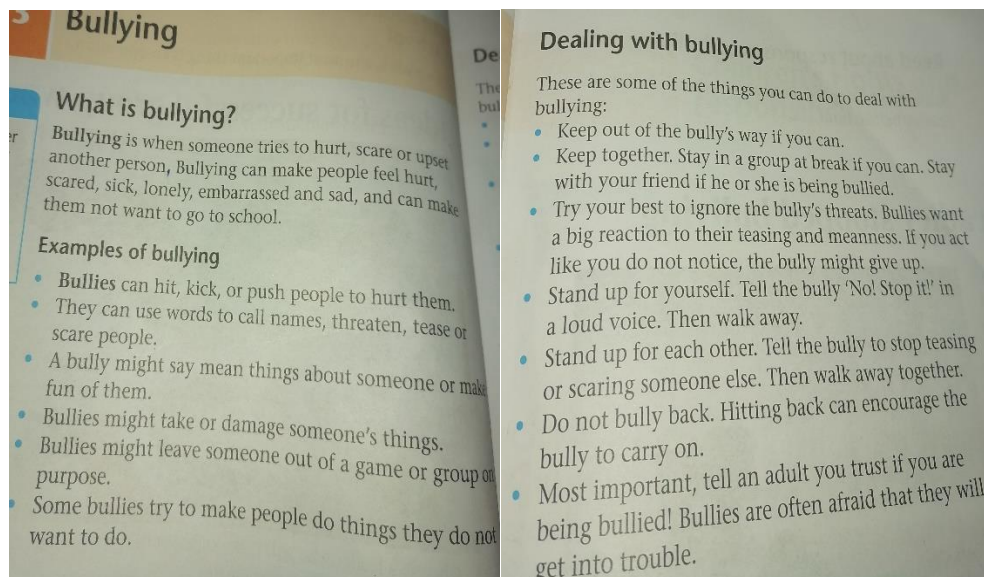 Bullying
What is bullying?
Bullying is when someone tries to hurt, scare or upset
another person, Bullying can make people feel hurt,
scared, sick, lonely, embarrassed and sad, and can make
them not want to go to school.
Examples of bullying
• Bullies can hit, kick, or push people to hurt them.
• They can use words to call names, threaten, tease or
scare people.
• A bully might say mean things about someone or make
fun of them.
• Bullies might take or damage someone's things.
• Bullies might leave someone out of a game or group on
purpose.
• Some bullies try to make people do things they do not
want to do.
De
The
bul
Dealing with bullying
These are some of the things you can do to deal with
bullying:
• Keep out of the bully's way if you can.
• Keep together. Stay in a group at break if you can. Stay
with your friend if he or she is being bullied.
• Try your best to ignore the bully's threats. Bullies want
a big reaction to their teasing and meanness. If you act
like you do not notice, the bully might give up.
• Stand up for yourself. Tell the bully 'No! Stop it!' in
a loud voice. Then walk away.
• Stand up for each other. Tell the bully to stop teasing
or scaring someone else. Then walk away together.
• Do not bully back. Hitting back can encourage the
bully to carry on.
• Most important, tell an adult you trust if you are
being bullied! Bullies are often afraid that they will
get into trouble.